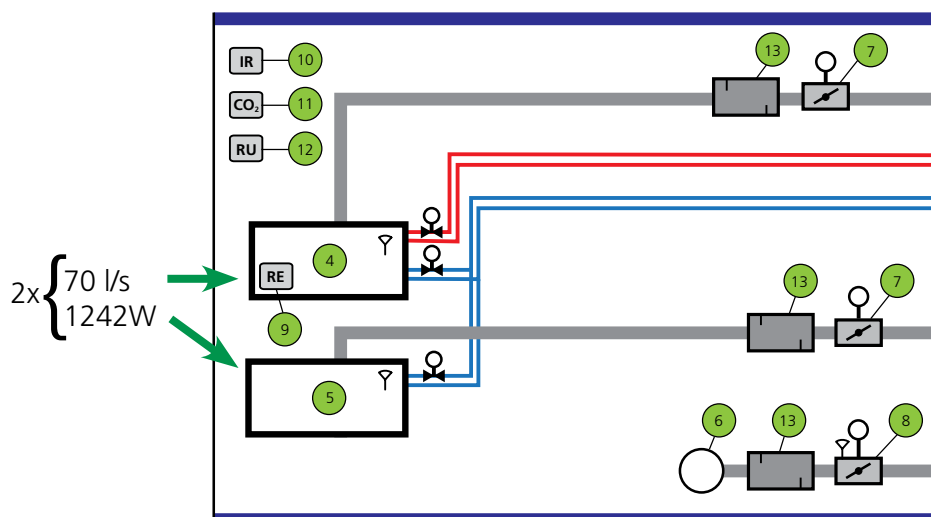 IR 10
CO₂ 11
RU 12
13 7
4
RE
9
2x { 70 l/s
1242W
13 7
5
6 13 8